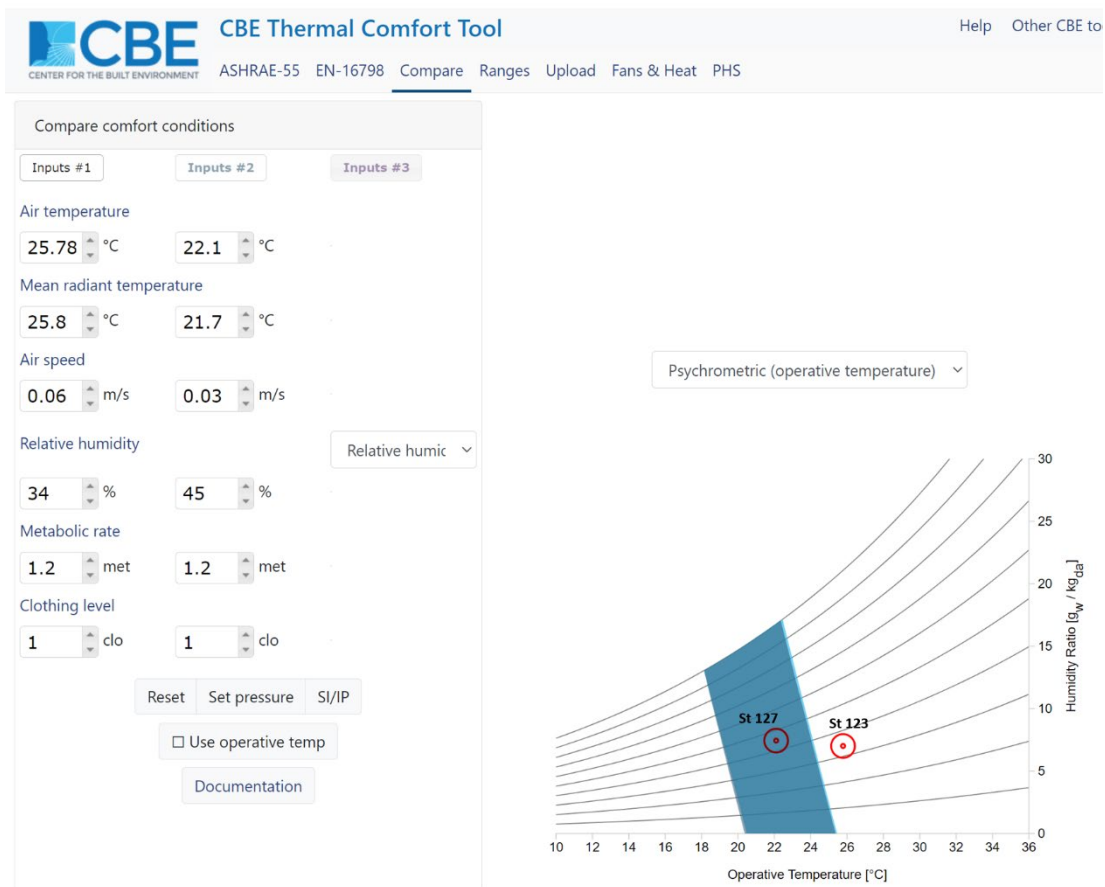 CBE
CENTER FOR THE BUILT ENVIRONMENT
CBE Thermal Comfort Tool
Help Other CBE to
ASHRAE-55 EN-16798 Compare Ranges Upload Fans & Heat PHS
Compare comfort conditions
Inputs #1 Inputs #2 Inputs #3
Air temperature
25.78 °C 22.1 °C
Mean radiant temperature
25.8 °C 21.7 °C
Air speed
0.06 m/s 0.03 m/s
Relative humidity
Relative humic
34 % 45 %
Metabolic rate
1.2 met 1.2 met
Clothing level
1 clo 1 clo
Reset Set pressure SI/IP
Use operative temp
Documentation
Psychrometric (operative temperature)
30
25
20
15
10
5
0
Humidity Ratio [gw / kgda]
St 127 St 123
10 12 14 16 18 20 22 24 26 28 30 32 34 36
Operative Temperature [°C]